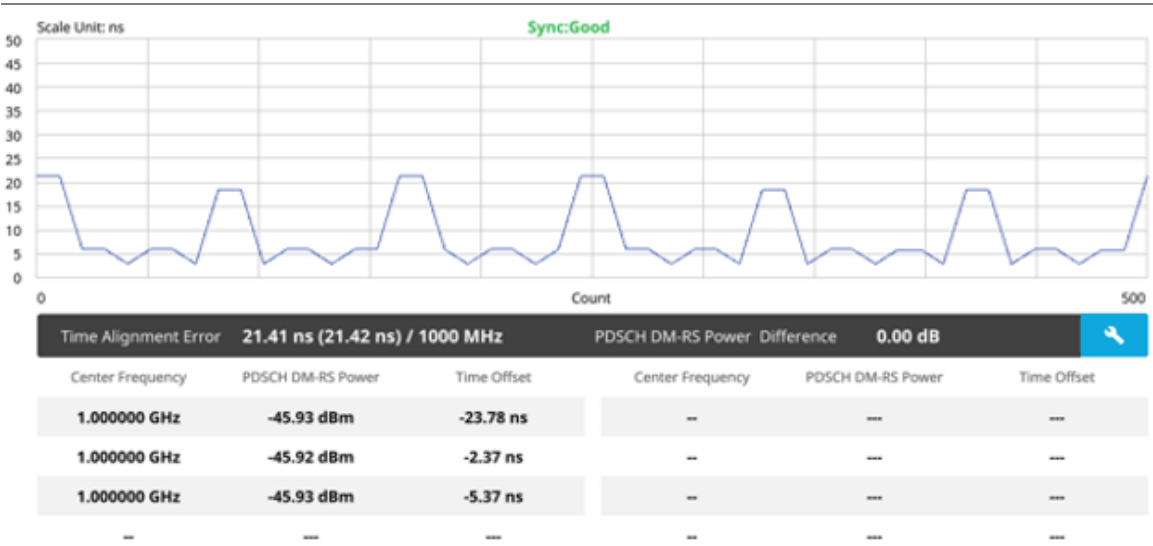 Scale Unit: ns
Sync:Good
50
45
40
35
30
25
20
15
10
5
0
0 Count 500
Time Alignment Error 21.41 ns (21.42 ns) / 1000 MHz PDSCH DM-RS Power Difference 0.00 dB
Center Frequency PDSCH DM-RS Power Time Offset Center Frequency PDSCH DM-RS Power Time Offset
1.000000 GHz -45.93 dBm -23.78 ns -- --- ---
1.000000 GHz -45.92 dBm -2.37 ns -- --- ---
1.000000 GHz -45.93 dBm -5.37 ns -- --- ---
-- --- --- -- --- ---